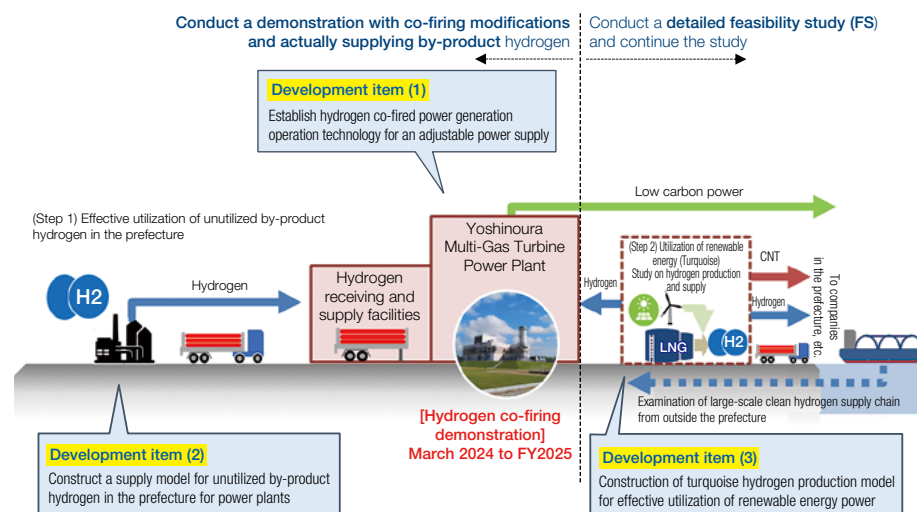 Conduct a demonstration with co-firing modifications
and actually supplying by-product hydrogen
Conduct a detailed feasibility study (FS)
and continue the study
Development item (1)
Establish hydrogen co-fired power generation
operation technology for an adjustable power supply
Low carbon power
(Step 1) Effective utilization of unutilized by-product
hydrogen in the prefecture
H2
Hydrogen
Hydrogen
receiving and
supply facilities
Yoshinoura
Multi-Gas Turbine
Power Plant
Hydrogen
(Step 2) Utilization of renewable
energy (Turquoise)
Study on hydrogen production
and supply
LNG
H2
CNT
Hydrogen
To companies
in the prefecture, etc.
Examination of large-scale clean hydrogen supply chain
from outside the prefecture
[Hydrogen co-firing
demonstration]
March 2024 to FY2025
Development item (2)
Construct a supply model for unutilized by-product
hydrogen in the prefecture for power plants
Development item (3)
Construction of turquoise hydrogen production model
for effective utilization of renewable energy power